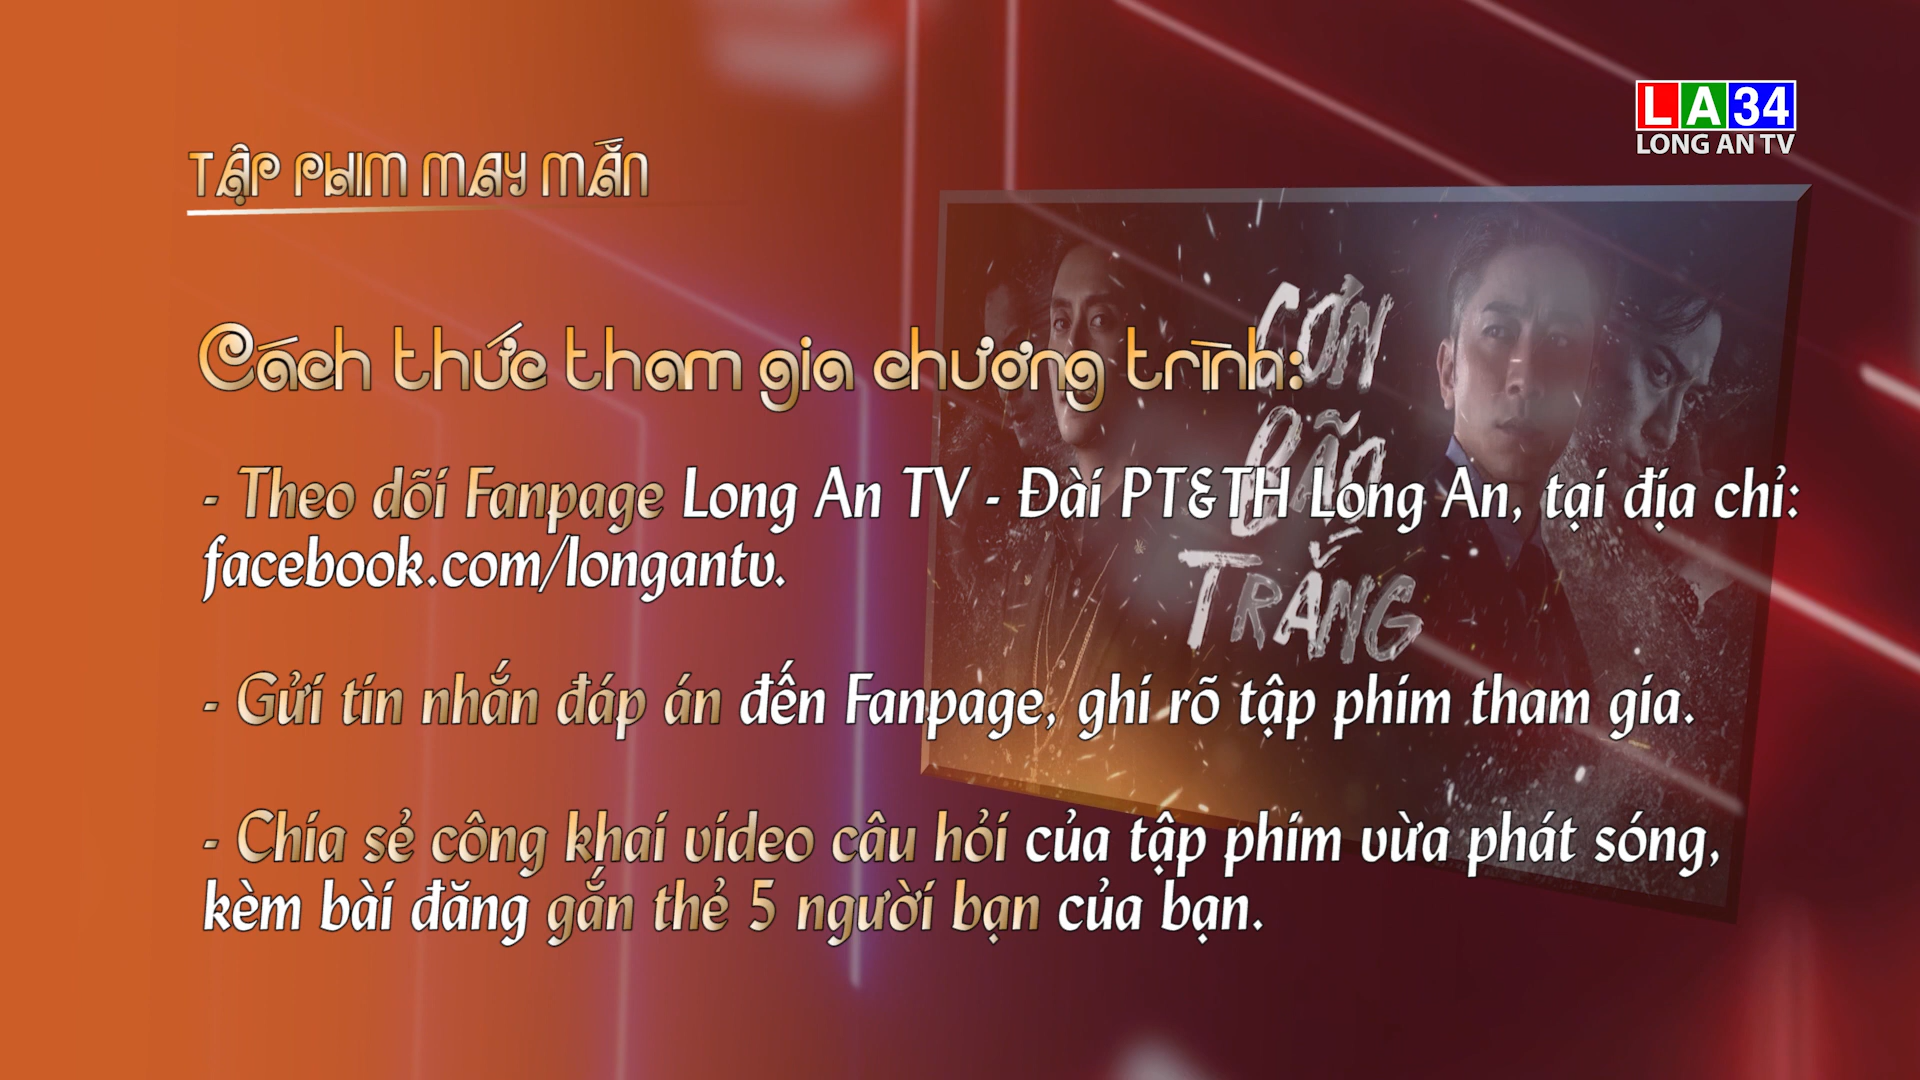 LA34
LONG AN TV
TẬP PHIM MAY MẮN
Cách thức tham gia chương trình:
CƠN
BÃO
TRẮNG
- Theo dõi Fanpage Long An TV - Đài PT&TH Long An, tại địa chỉ:
facebook.com/longantv.
- Gửi tin nhắn đáp án đến Fanpage, ghi rõ tập phim tham gia.
- Chia sẻ công khai video câu hỏi của tập phim vừa phát sóng,
kèm bài đăng gắn thẻ 5 người bạn của bạn.